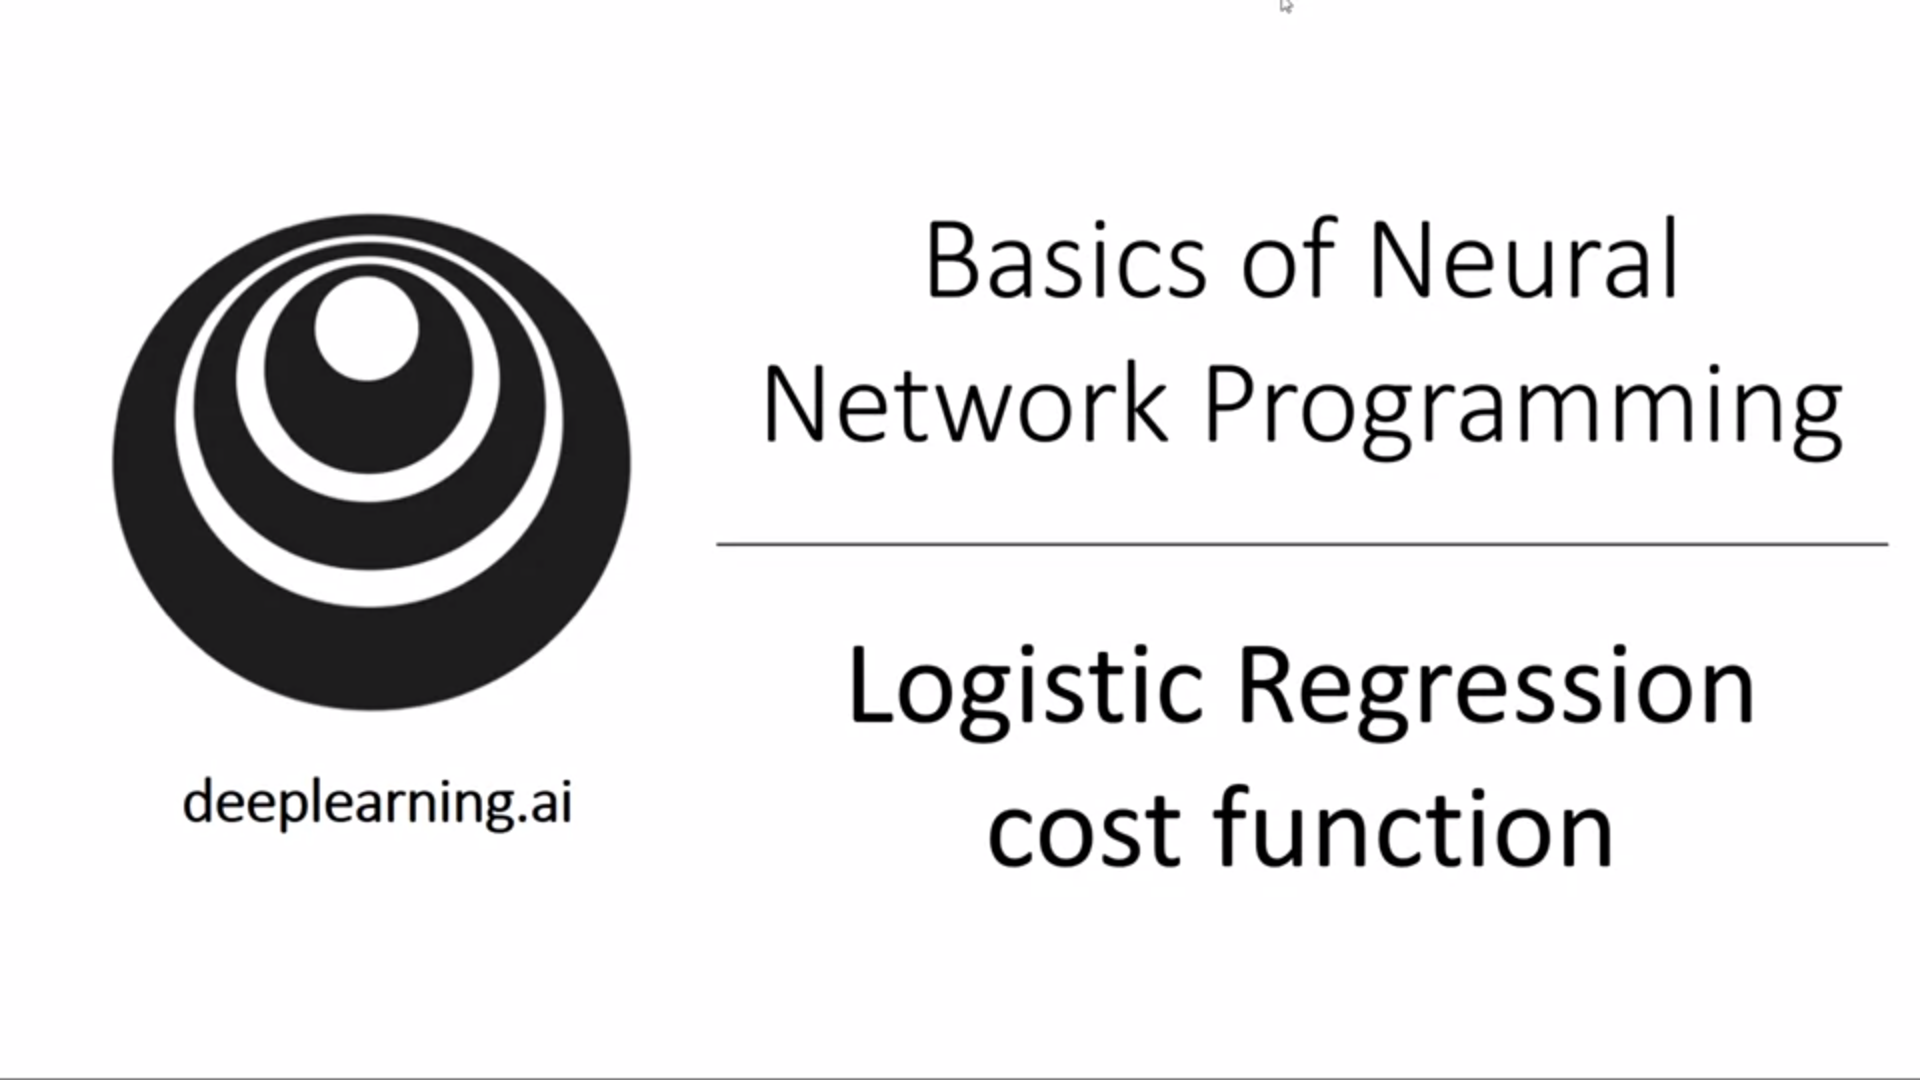 Basics of Neural
Network Programming
Logistic Regression
cost function
deeplearning.ai